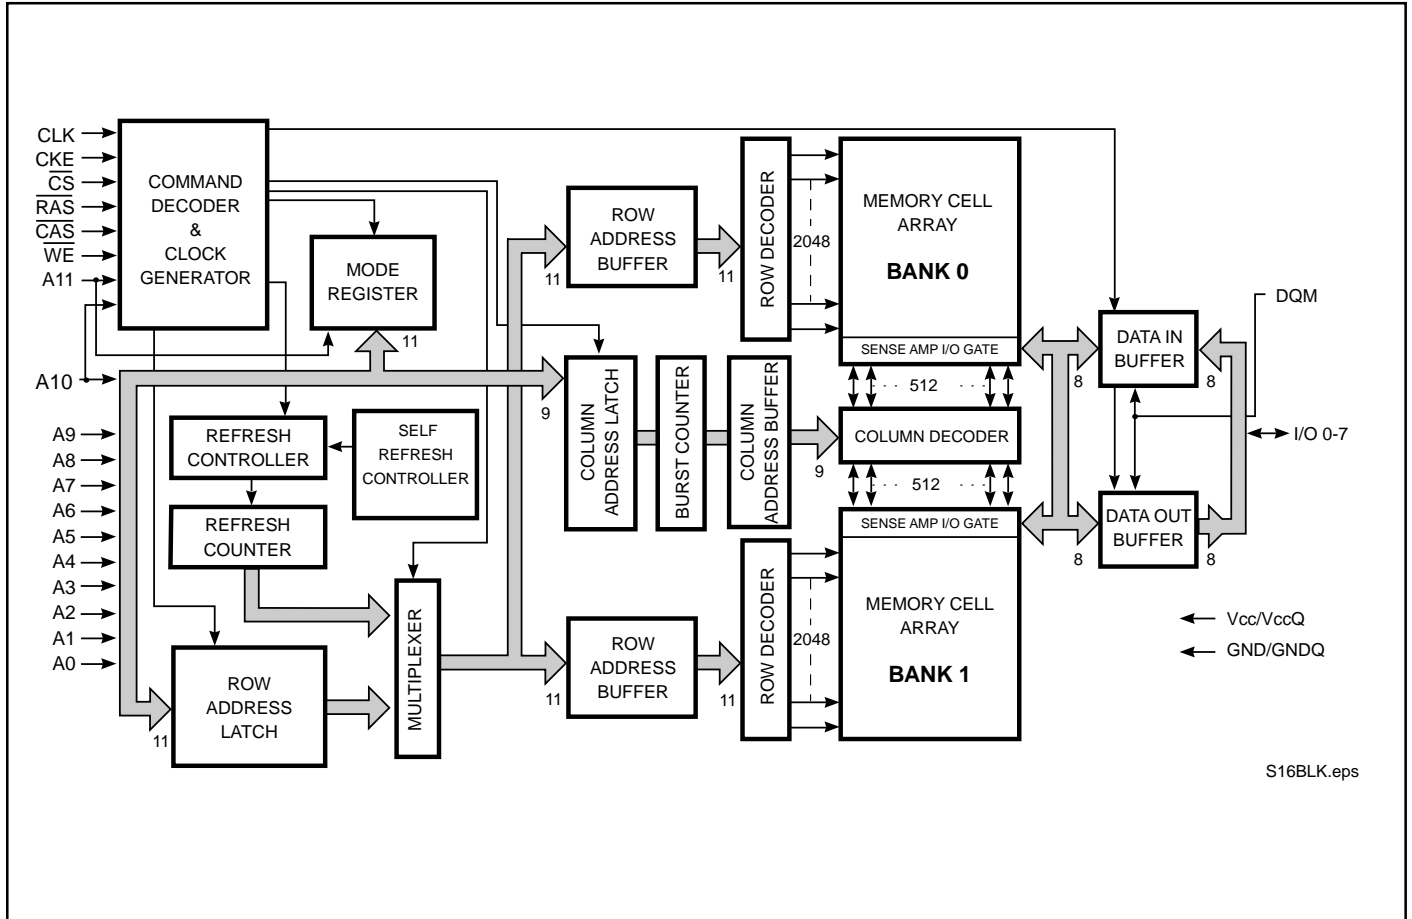 CLK
CKE
CS
RAS
CAS
WE
A11
A10
A9
A8
A7
A6
A5
A4
A3
A2
A1
A0
COMMAND
DECODER
&
CLOCK
GENERATOR
MODE
REGISTER
11
REFRESH
CONTROLLER
SELF
REFRESH
CONTROLLER
REFRESH
COUNTER
ROW
ADDRESS
LATCH
11
MULTIPLEXER
ROW
ADDRESS
BUFFER
11
11
ROW DECODER
2048
MEMORY CELL
ARRAY
BANK 0
SENSE AMP I/O GATE
9
COLUMN
ADDRESS LATCH
BURST COUNTER
COLUMN
ADDRESS BUFFER
9
512
COLUMN DECODER
512
ROW
ADDRESS
BUFFER
11
11
ROW DECODER
2048
SENSE AMP I/O GATE
MEMORY CELL
ARRAY
BANK 1
DQM
DATA IN
BUFFER
8
8
I/O 0-7
DATA OUT
BUFFER
8
8
Vcc/VccQ
GND/GNDQ
S16BLK.eps